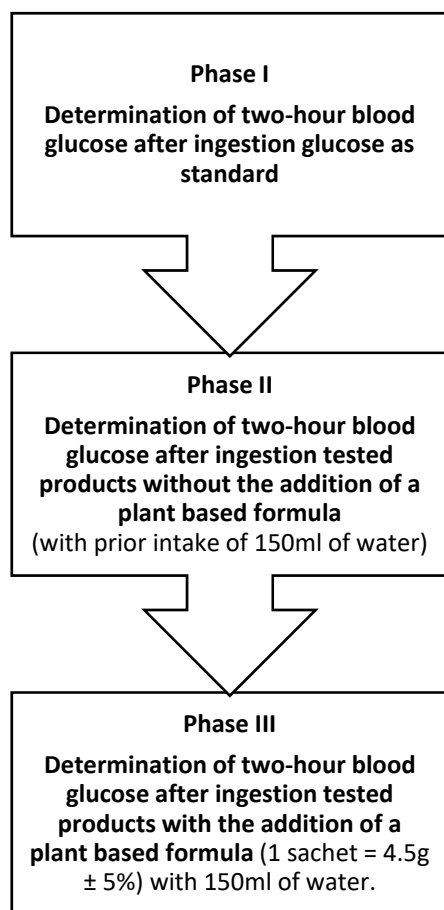 Phase I
Determination of two-hour blood
glucose after ingestion glucose as
standard
Phase II
Determination of two-hour blood
glucose after ingestion tested
products without the addition of a
plant based formula
(with prior intake of 150ml of water)
Phase III
Determination of two-hour blood
glucose after ingestion tested
products with the addition of a
plant based formula (1 sachet = 4.5g
± 5%) with 150ml of water.